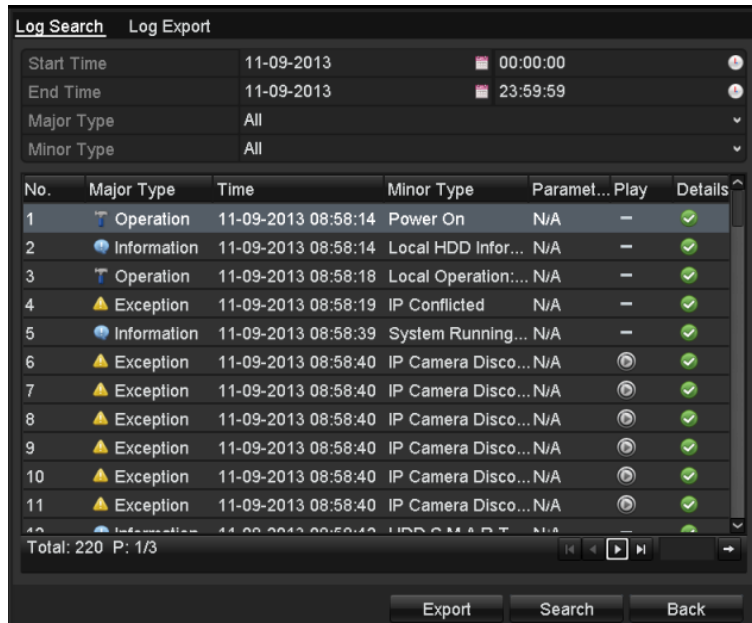 Log Search Log Export
Start Time 11-09-2013 00:00:00
End Time 11-09-2013 23:59:59
Major Type All
Minor Type All
No. Major Type Time Minor Type Paramet... Play Details
1 Operation 11-09-2013 08:58:14 Power On N/A —
2 Information 11-09-2013 08:58:14 Local HDD Infor... N/A —
3 Operation 11-09-2013 08:58:18 Local Operation:... N/A —
4 Exception 11-09-2013 08:58:19 IP Conflicted N/A —
5 Information 11-09-2013 08:58:39 System Running... N/A —
6 Exception 11-09-2013 08:58:40 IP Camera Disco... N/A
7 Exception 11-09-2013 08:58:40 IP Camera Disco... N/A
8 Exception 11-09-2013 08:58:40 IP Camera Disco... N/A
9 Exception 11-09-2013 08:58:40 IP Camera Disco... N/A
10 Exception 11-09-2013 08:58:40 IP Camera Disco... N/A
11 Exception 11-09-2013 08:58:40 IP Camera Disco... N/A
Total: 220 P: 1/3
Export Search Back